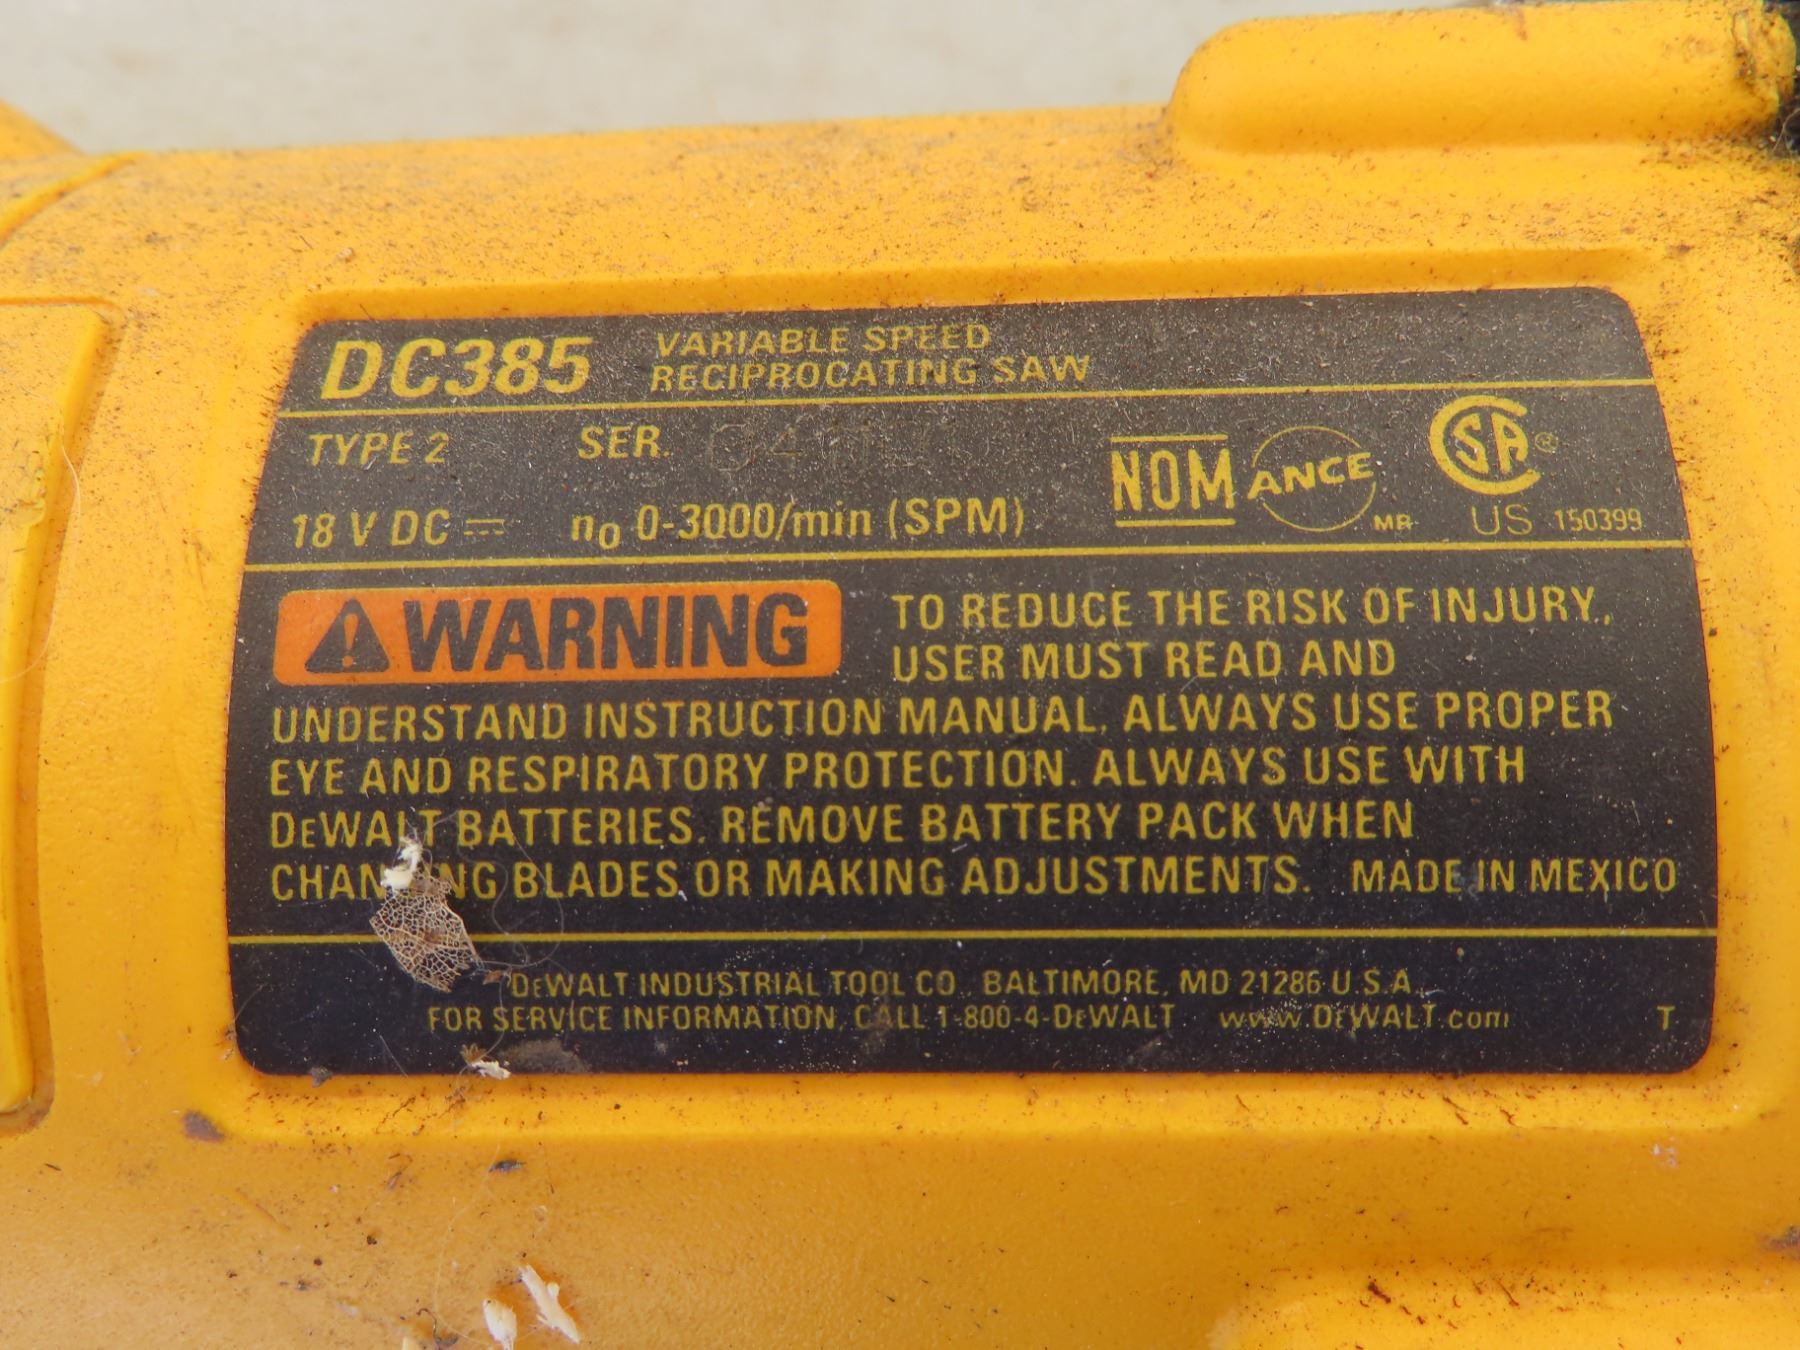 DC385 VARIABLE SPEED
RECIPROCATING SAW
TYPE 2 SER.
NOM ANCE MR CSA ®
18 V DC ⎓ n₀ 0-3000/min (SPM) US 150399
WARNING TO REDUCE THE RISK OF INJURY,
USER MUST READ AND
UNDERSTAND INSTRUCTION MANUAL. ALWAYS USE PROPER
EYE AND RESPIRATORY PROTECTION. ALWAYS USE WITH
DeWALT BATTERIES. REMOVE BATTERY PACK WHEN
CHANGING BLADES OR MAKING ADJUSTMENTS. MADE IN MEXICO
DeWALT INDUSTRIAL TOOL CO. BALTIMORE, MD 21286 U.S.A.
FOR SERVICE INFORMATION, CALL 1-800-4-DeWALT www.DeWALT.com T